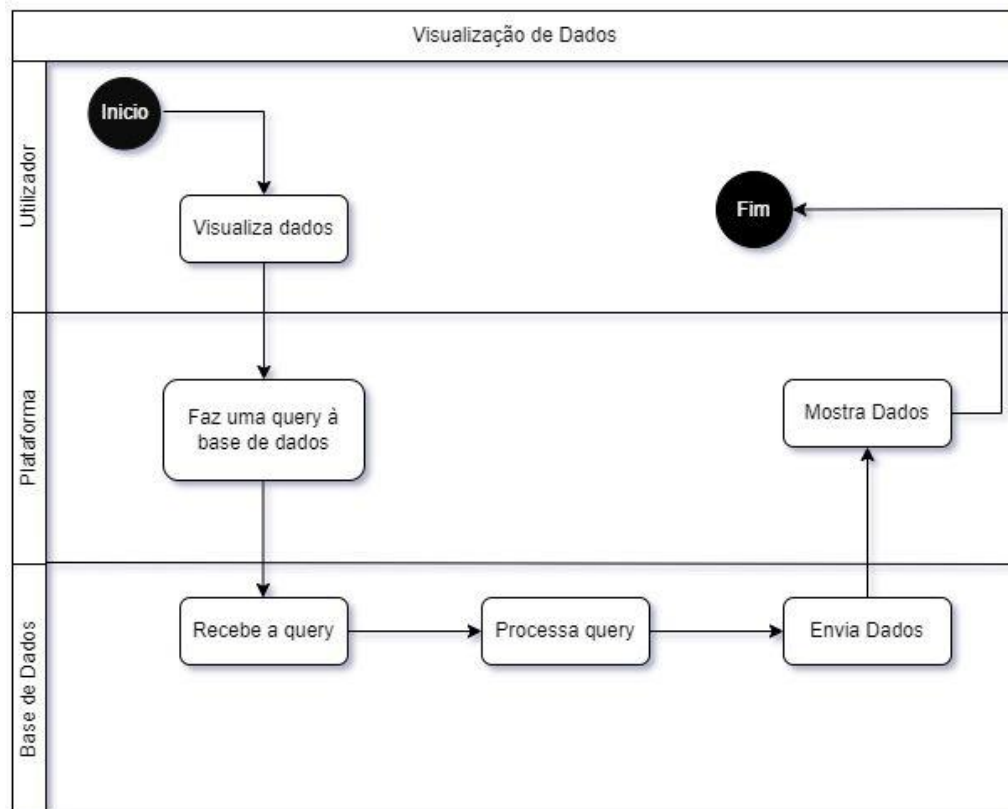 Visualização de Dados
Utilizador
Inicio
Visualiza dados
Fim
Plataforma
Faz uma query à
base de dados
Mostra Dados
Base de Dados
Recebe a query
Processa query
Envia Dados